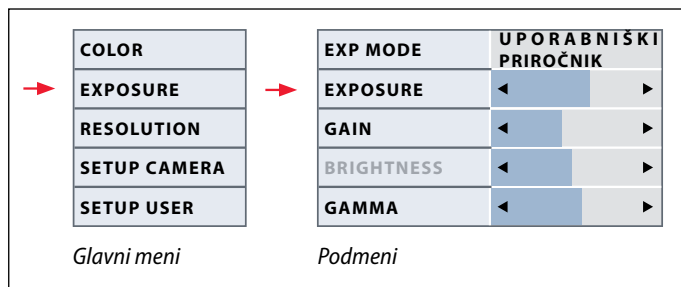 COLOR
EXPOSURE
RESOLUTION
SETUP CAMERA
SETUP USER
Glavni meni
EXP MODE UPORABNIŠKI
PRIROČNIK
EXPOSURE
GAIN
BRIGHTNESS
GAMMA
Podmeni